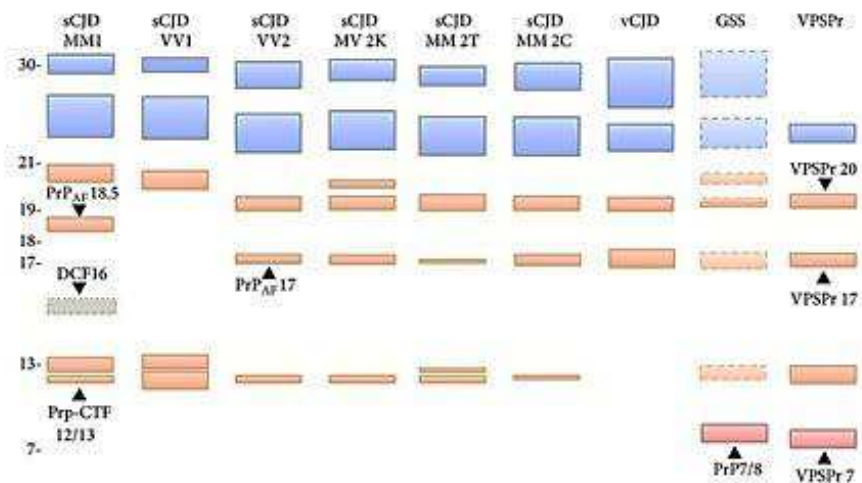 sCJD MM1
sCJD VV1
sCJD VV2
sCJD MV 2K
sCJD MM 2T
sCJD MM 2C
vCJD
GSS
VPSPr
30-
21-
VPSPr 20
PrPAF18.5
19-
18-
17-
DCF16
PrPAF17
VPSPr 17
13-
Prp-CTF
12/13
7-
PrP7/8
VPSPr 7